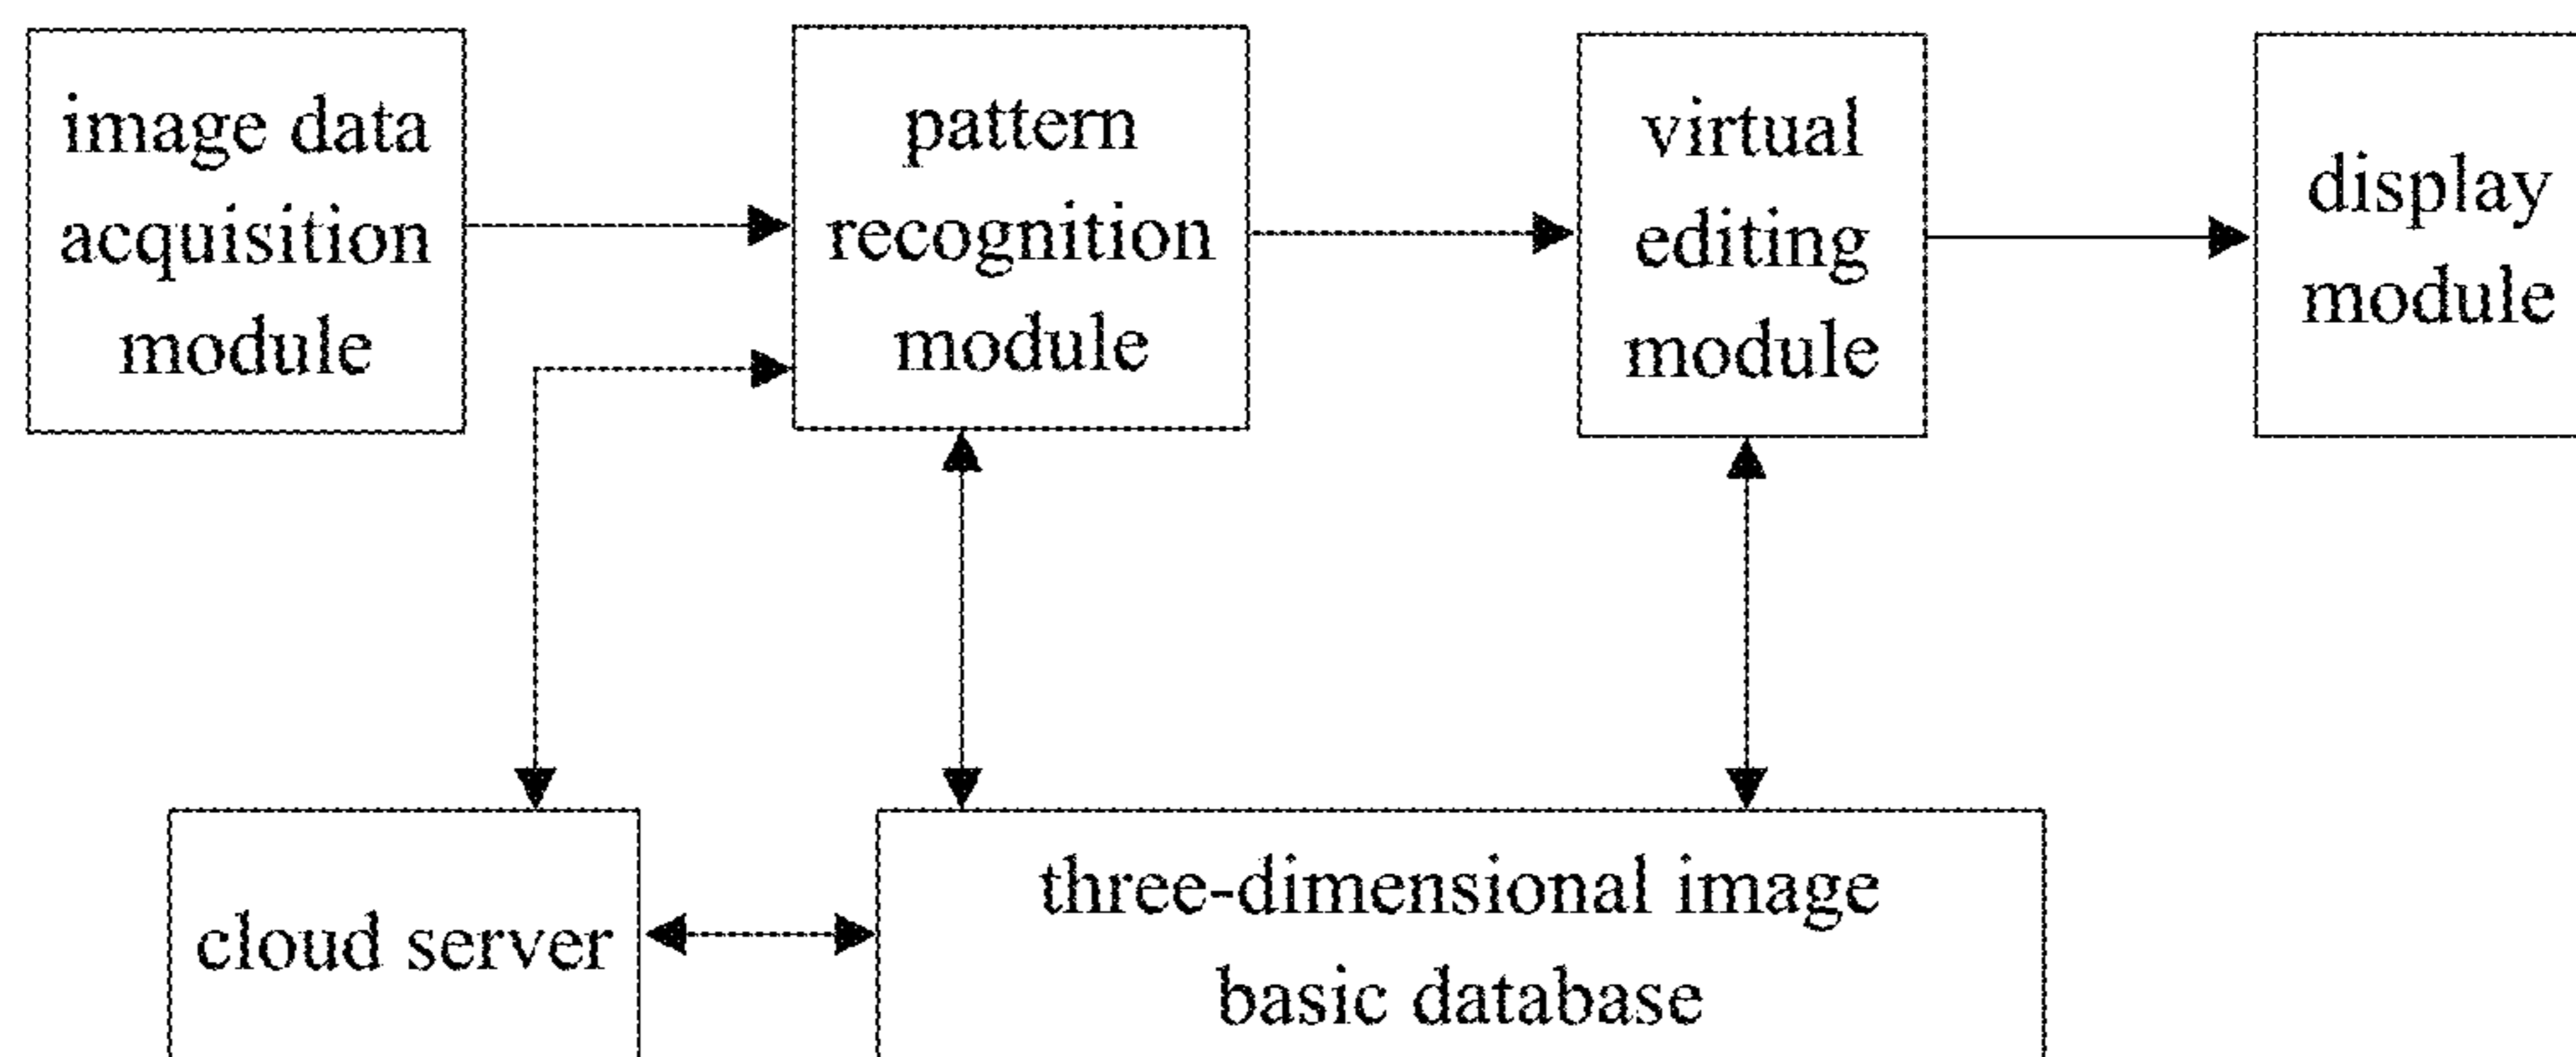 image data
acquisition
module
pattern
recognition
module
virtual
editing
module
display
module
cloud server
three-dimensional image
basic database